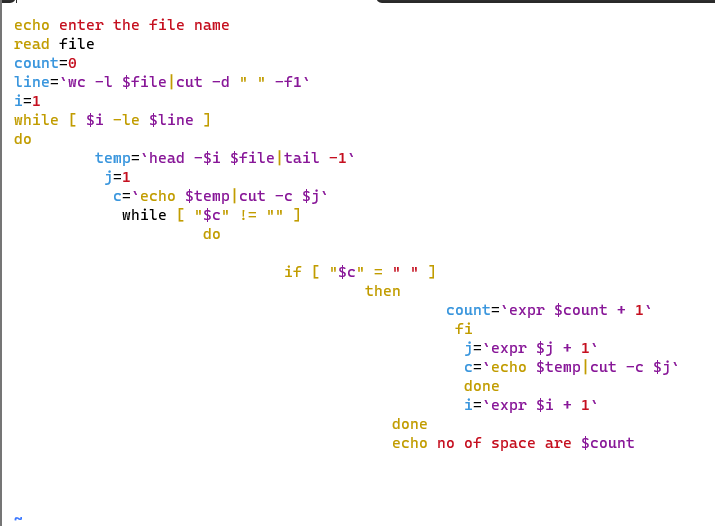 echo enter the file name
read file
count=0
line=`wc -l $file|cut -d " " -f1`
i=1
while [ $i -le $line ]
do
temp=`head -$i $file|tail -1`
j=1
c=`echo $temp|cut -c $j`
while [ "$c" != "" ]
do
if [ "$c" = " " ]
then
count=`expr $count + 1`
fi
j=`expr $j + 1`
c=`echo $temp|cut -c $j`
done
i=`expr $i + 1`
done
echo no of space are $count
~